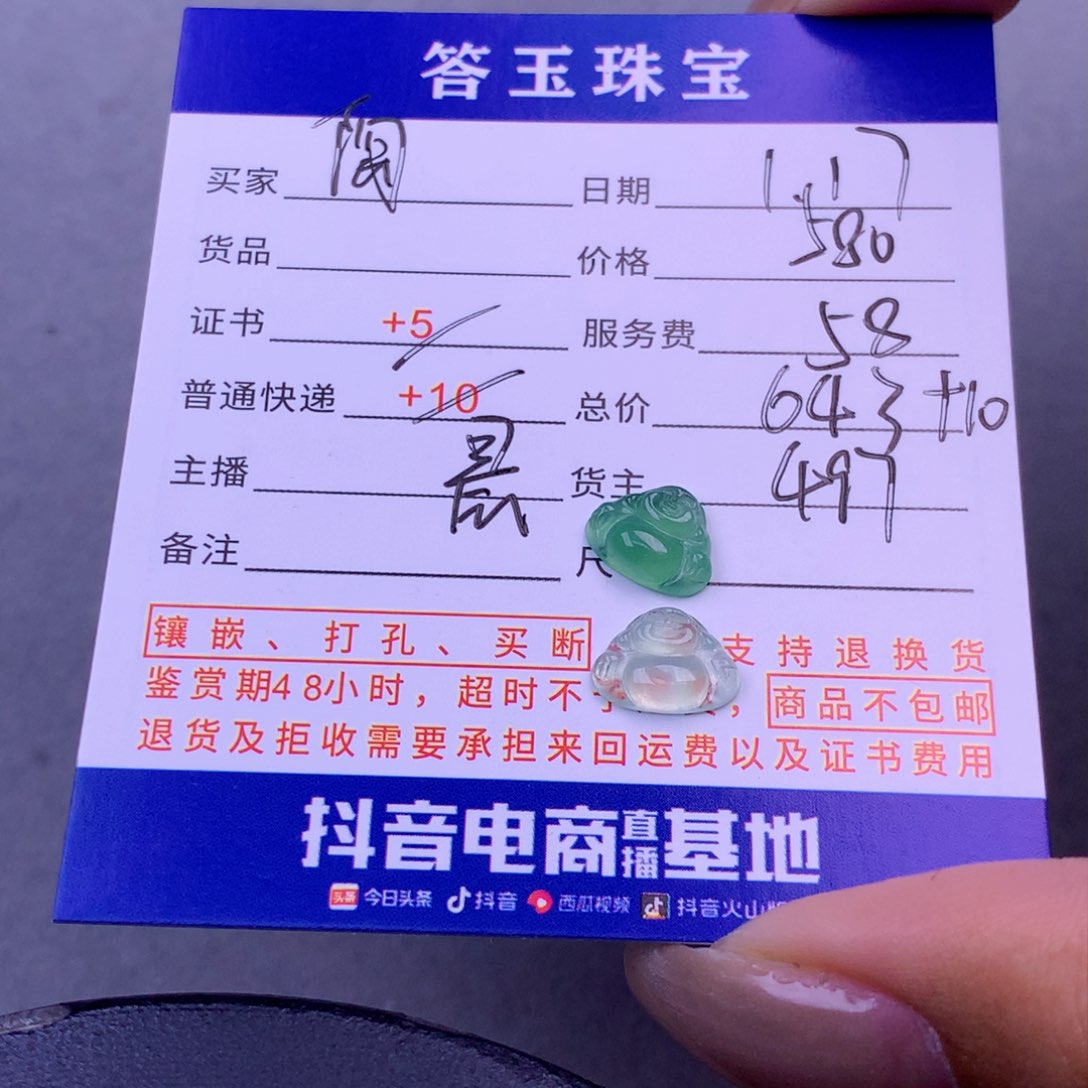 答玉珠宝
买家 日期 1.17
货品 价格 580
证书 +5 服务费 58
普通快递 +10 总价 643+10
主播 货主 497
备注 尺
镶嵌、打孔、买断 支持退换货
鉴赏期48小时，超时不予 ，商品不包邮
退货及拒收需要承担来回运费以及证书费用
抖音电商直播基地
头条 今日头条 抖音 西瓜视频 抖音火山版